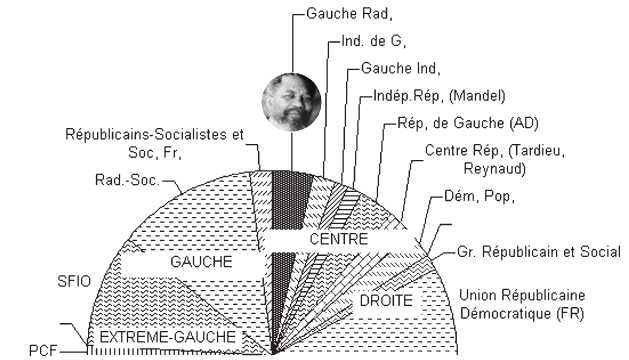 Gauche Rad,
Ind. de G,
Gauche Ind,
Indép.Rép, (Mandel)
Rép, de Gauche (AD)
Centre Rép, (Tardieu,
Reynaud)
Dém, Pop,
Gr. Républicain et Social
Union Républicaine
Démocratique (FR)
Républicains-Socialistes et
Soc, Fr,
Rad.-Soc.
SFIO
PCF
CENTRE
GAUCHE
DROITE
EXTREME-GAUCHE